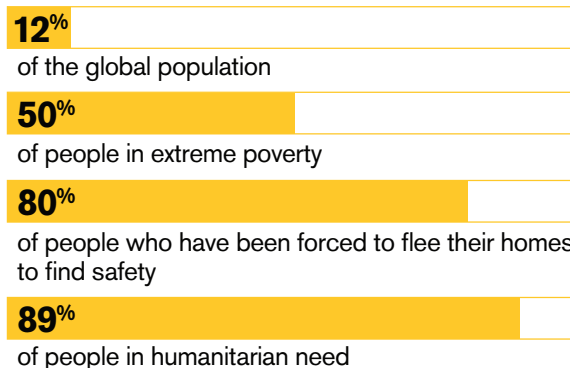 12%
of the global population
50%
of people in extreme poverty
80%
of people who have been forced to flee their homes
to find safety
89%
of people in humanitarian need